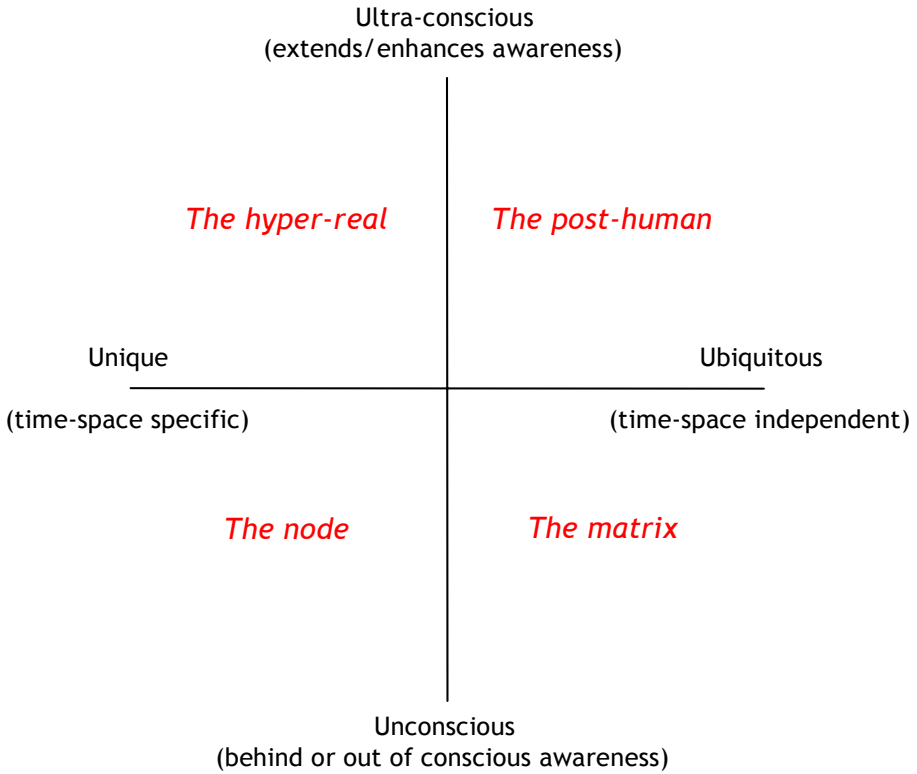 Ultra-conscious
(extends/enhances awareness)
The hyper-real
The post-human
Unique
Ubiquitous
(time-space specific)
(time-space independent)
The node
The matrix
Unconscious
(behind or out of conscious awareness)